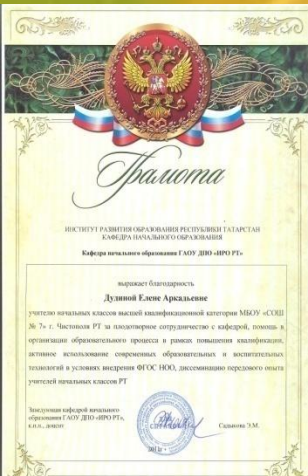 Грамота
ИНСТИТУТ РАЗВИТИЯ ОБРАЗОВАНИЯ РЕСПУБЛИКИ ТАТАРСТАН
КАФЕДРА НАЧАЛЬНОГО ОБРАЗОВАНИЯ
Кафедра начального образования ГАОУ ДПО «ИРО РТ»
выражает благодарность
Дудиной Елене Аркадьевне
учителю начальных классов высшей квалификационной категории МБОУ «СОШ
№ 7» г. Чистополя РТ за плодотворное сотрудничество с кафедрой, помощь в
организации образовательного процесса в рамках повышения квалификации,
активное использование современных образовательных и воспитательных
технологий в условиях внедрения ФГОС НОО, диссеминацию передового опыта
учителей начальных классов РТ
Заведующая кафедрой начального
образования ГАОУ ДПО «ИРО РТ»,
к.п.н., доцент
Садыкова Э.М.